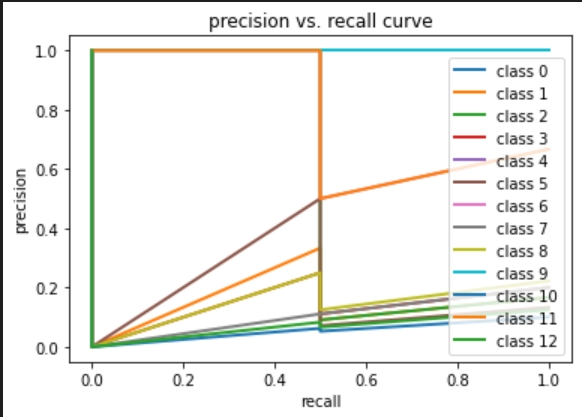 precision vs. recall curve
1.0
0.8
0.6
0.4
0.2
0.0
precision
class 0
class 1
class 2
class 3
class 4
class 5
class 6
class 7
class 8
class 9
class 10
class 11
class 12
0.0 0.2 0.4 0.6 0.8 1.0
recall